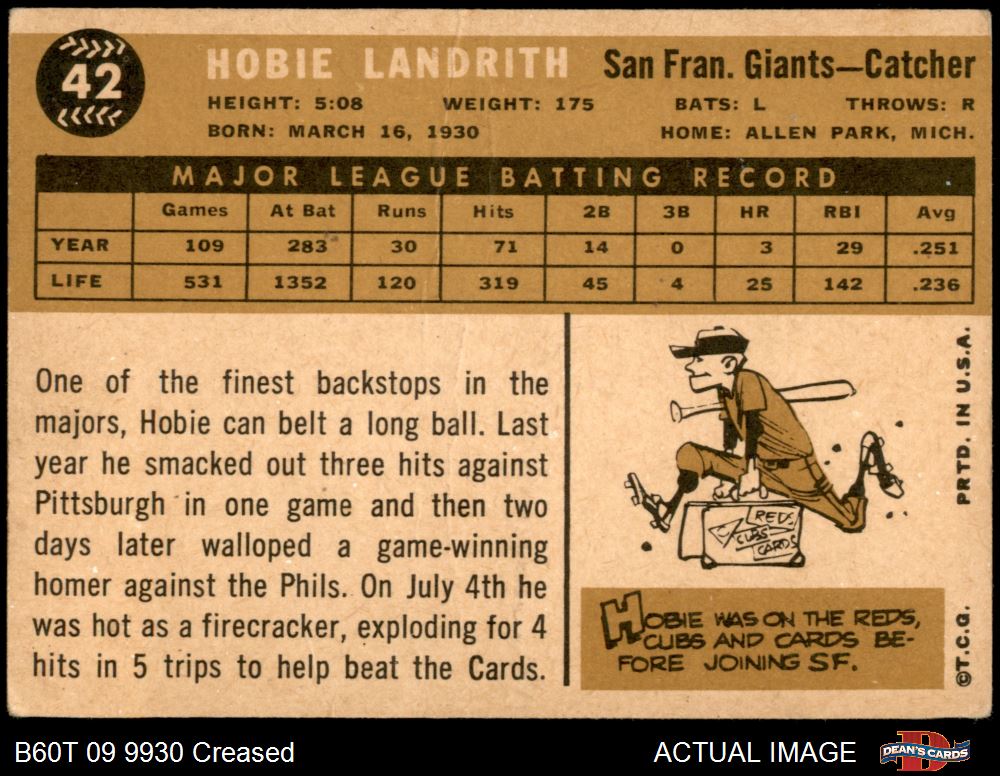 42
HOBIE LANDRITH San Fran. Giants—Catcher
HEIGHT: 5:08 WEIGHT: 175 BATS: L THROWS: R
BORN: MARCH 16, 1930 HOME: ALLEN PARK, MICH.
MAJOR LEAGUE BATTING RECORD
Games At Bat Runs Hits 2B 3B HR RBI Avg
YEAR 109 283 30 71 14 0 3 29 .251
LIFE 531 1352 120 319 45 4 25 142 .236
One of the finest backstops in the
majors, Hobie can belt a long ball. Last
year he smacked out three hits against
Pittsburgh in one game and then two
days later walloped a game-winning
homer against the Phils. On July 4th he
was hot as a firecracker, exploding for 4
hits in 5 trips to help beat the Cards.
REDS
CUBS
CARDS
HOBIE WAS ON THE REDS,
CUBS AND CARDS BE-
FORE JOINING SF.
©T.C.G. PRTD. IN U.S.A.
B60T 09 9930 Creased ACTUAL IMAGE
DEAN'S CARDS